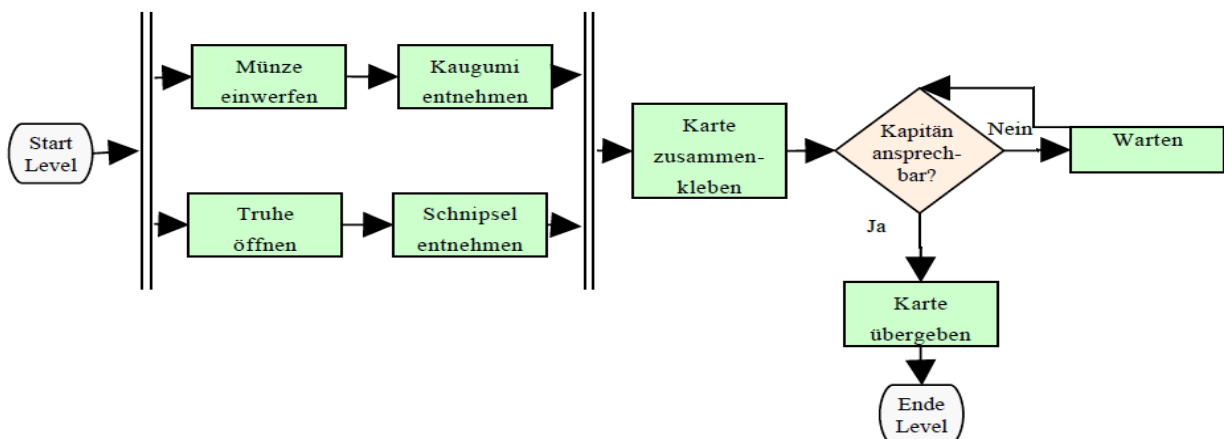 Start
Level
Münze
einwerfen
Kaugumi
entnehmen
Truhe
öffnen
Schnipsel
entnehmen
Karte
zusammen-
kleben
Kapitän
ansprech-
bar?
Nein
Warten
Ja
Karte
übergeben
Ende
Level